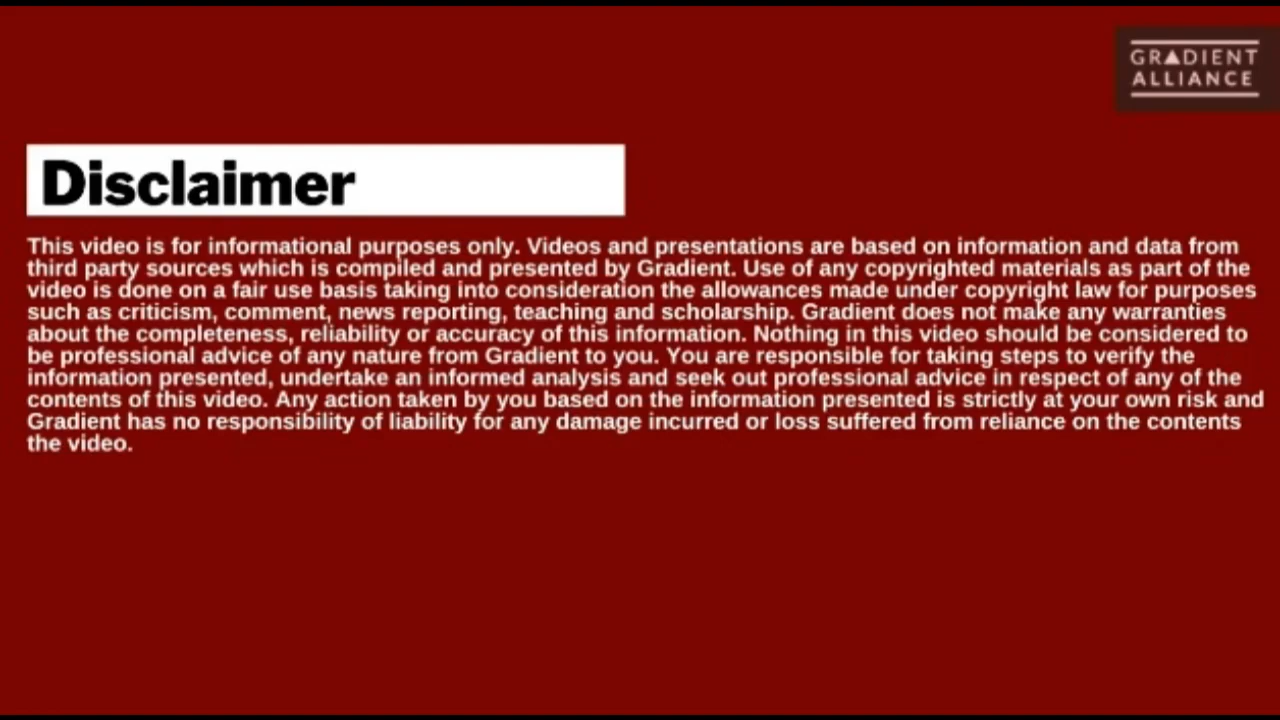 GRADIENT
ALLIANCE
Disclaimer
This video is for informational purposes only. Videos and presentations are based on information and data from
third party sources which is compiled and presented by Gradient. Use of any copyrighted materials as part of the
video is done on a fair use basis taking into consideration the allowances made under copyright law for purposes
such as criticism, comment, news reporting, teaching and scholarship. Gradient does not make any warranties
about the completeness, reliability or accuracy of this information. Nothing in this video should be considered to
be professional advice of any nature from Gradient to you. You are responsible for taking steps to verify the
information presented, undertake an informed analysis and seek out professional advice in respect of any of the
contents of this video. Any action taken by you based on the information presented is strictly at your own risk and
Gradient has no responsibility of liability for any damage incurred or loss suffered from reliance on the contents
the video.